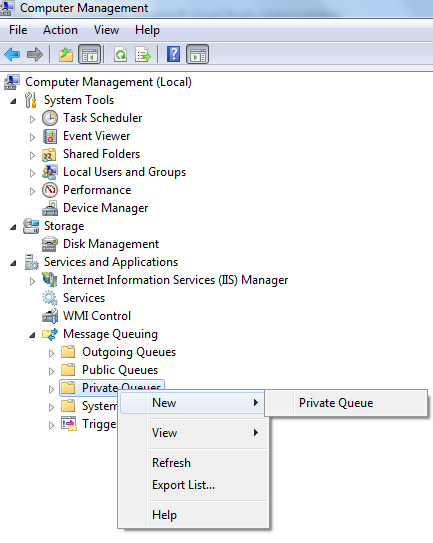 Computer Management
File Action View Help
Computer Management (Local)
System Tools
Task Scheduler
Event Viewer
Shared Folders
Local Users and Groups
Performance
Device Manager
Storage
Disk Management
Services and Applications
Internet Information Services (IIS) Manager
Services
WMI Control
Message Queuing
Outgoing Queues
Public Queues
Private Queues
System
Trigge
New
Private Queue
View
Refresh
Export List...
Help